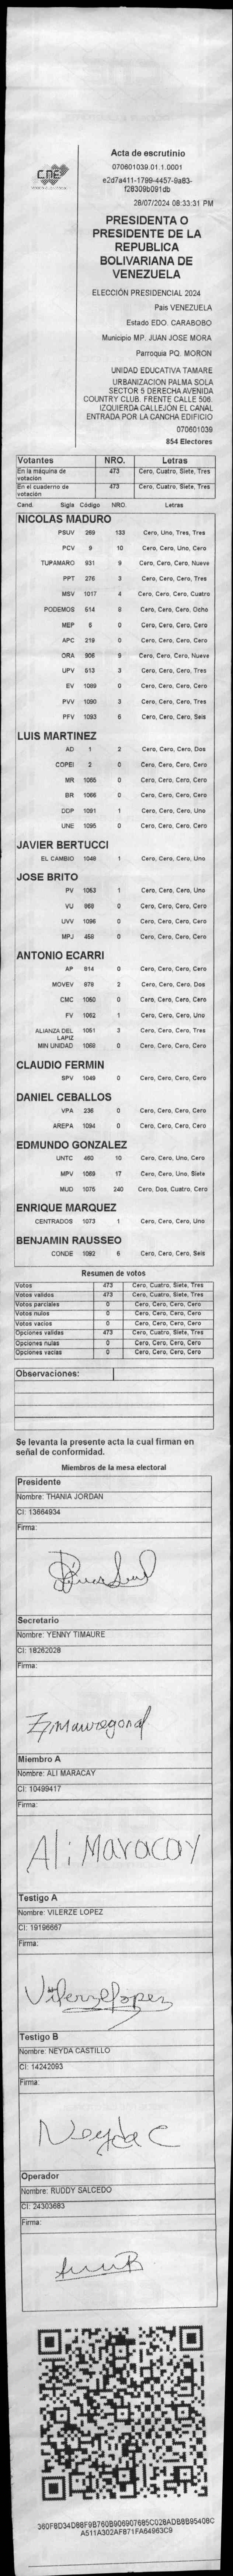 CNE
Acta de escrutinio
070601039.01.1.0001
e2d7a411-1799-4457-9a83-
f28309b091db
28/07/2024 08:33:31 PM
PRESIDENTA O
PRESIDENTE DE LA
REPUBLICA
BOLIVARIANA DE
VENEZUELA
ELECCIÓN PRESIDENCIAL 2024
Pais VENEZUELA
Estado EDO. CARABOBO
Municipio MP. JUAN JOSE MORA
Parroquia PQ. MORON
UNIDAD EDUCATIVA TAMARE
URBANIZACION PALMA SOLA
SECTOR 5 DERECHA AVENIDA
COUNTRY CLUB. FRENTE CALLE 506.
IZQUIERDA CALLEJÓN EL CANAL
ENTRADA POR LA CANCHA EDIFICIO
070601039
854 Electores
Votantes NRO. Letras
En la máquina de votación 473 Cero, Cuatro, Siete, Tres
En el cuaderno de votación 473 Cero, Cuatro, Siete, Tres
Cand. Sigla Código NRO. Letras
NICOLAS MADURO
PSUV 269 133 Cero, Uno, Tres, Tres
PCV 9 10 Cero, Cero, Uno, Cero
TUPAMARO 931 9 Cero, Cero, Cero, Nueve
PPT 276 3 Cero, Cero, Cero, Tres
MSV 1017 4 Cero, Cero, Cero, Cuatro
PODEMOS 514 8 Cero, Cero, Cero, Ocho
MEP 6 0 Cero, Cero, Cero, Cero
APC 219 0 Cero, Cero, Cero, Cero
ORA 906 9 Cero, Cero, Cero, Nueve
UPV 513 3 Cero, Cero, Cero, Tres
EV 1089 0 Cero, Cero, Cero, Cero
PVV 1090 3 Cero, Cero, Cero, Tres
PFV 1093 6 Cero, Cero, Cero, Seis
LUIS MARTINEZ
AD 1 2 Cero, Cero, Cero, Dos
COPEI 2 0 Cero, Cero, Cero, Cero
MR 1065 0 Cero, Cero, Cero, Cero
BR 1066 0 Cero, Cero, Cero, Cero
DDP 1091 1 Cero, Cero, Cero, Uno
UNE 1095 0 Cero, Cero, Cero, Cero
JAVIER BERTUCCI
EL CAMBIO 1048 1 Cero, Cero, Cero, Uno
JOSE BRITO
PV 1063 1 Cero, Cero, Cero, Uno
VU 969 0 Cero, Cero, Cero, Cero
UVV 1096 0 Cero, Cero, Cero, Cero
MPJ 458 0 Cero, Cero, Cero, Cero
ANTONIO ECARRI
AP 814 0 Cero, Cero, Cero, Cero
MOVEV 979 2 Cero, Cero, Cero, Dos
CMC 1050 0 Cero, Cero, Cero, Cero
FV 1062 1 Cero, Cero, Cero, Uno
ALIANZA DEL LAPIZ 1051 3 Cero, Cero, Cero, Tres
MIN UNIDAD 1068 0 Cero, Cero, Cero, Cero
CLAUDIO FERMIN
SPV 1049 0 Cero, Cero, Cero, Cero
DANIEL CEBALLOS
VPA 236 0 Cero, Cero, Cero, Cero
AREPA 1094 0 Cero, Cero, Cero, Cero
EDMUNDO GONZALEZ
UNTC 460 10 Cero, Cero, Uno, Cero
MPV 1069 17 Cero, Cero, Uno, Siete
MUD 1075 240 Cero, Dos, Cuatro, Cero
ENRIQUE MARQUEZ
CENTRADOS 1073 1 Cero, Cero, Cero, Uno
BENJAMIN RAUSSEO
CONDE 1092 6 Cero, Cero, Cero, Seis
Resumen de votos
Votos 473 Cero, Cuatro, Siete, Tres
Votos validos 473 Cero, Cuatro, Siete, Tres
Votos parciales 0 Cero, Cero, Cero, Cero
Votos nulos 0 Cero, Cero, Cero, Cero
Votos vacios 0 Cero, Cero, Cero, Cero
Opciones validas 473 Cero, Cuatro, Siete, Tres
Opciones nulas 0 Cero, Cero, Cero, Cero
Opciones vacias 0 Cero, Cero, Cero, Cero
Observaciones:
Se levanta la presente acta la cual firman en
señal de conformidad.
Miembros de la mesa electoral
Presidente
Nombre: THANIA JORDAN
CI: 13664934
Firma:
Secretario
Nombre: YENNY TIMAURE
CI: 18262028
Firma:
Miembro A
Nombre: ALI MARACAY
CI: 10499417
Firma:
Ali Maracay
Testigo A
Nombre: VILERZE LOPEZ
CI: 19196667
Firma:
Vilerzelopez
Testigo B
Nombre: NEYDA CASTILLO
CI: 14242093
Firma:
Neyda C
Operador
Nombre: RUDDY SALCEDO
CI: 24303683
Firma:
360F8D34D88F9B760B906907685C028ADB8B95408C
A511A302AF871FA64963C9